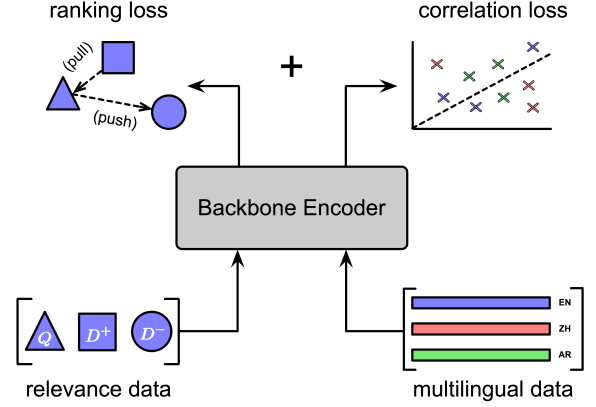 ranking loss
+
correlation loss
(pull)
(push)
Backbone Encoder
Q D+ D−
EN
ZH
AR
relevance data
multilingual data